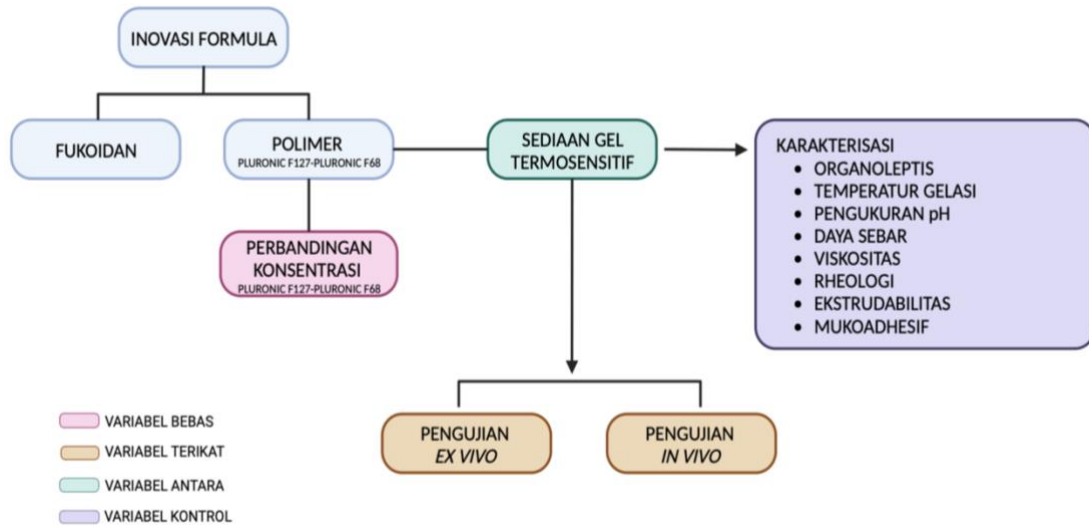 INOVASI FORMULA
FUKOIDAN
POLIMER
PLURONIC F127-PLURONIC F68
SEDIAAN GEL
TERMOSENSITIF
PERBANDINGAN
KONSENTRASI
PLURONIC F127-PLURONIC F68
KARAKTERISASI
• ORGANOLEPTIS
• TEMPERATUR GELASI
• PENGUKURAN pH
• DAYA SEBAR
• VISKOSITAS
• RHEOLOGI
• EKSTRUDABILITAS
• MUKOADHESIF
PENGUJIAN
EX VIVO
PENGUJIAN
IN VIVO
VARIABEL BEBAS
VARIABEL TERIKAT
VARIABEL ANTARA
VARIABEL KONTROL